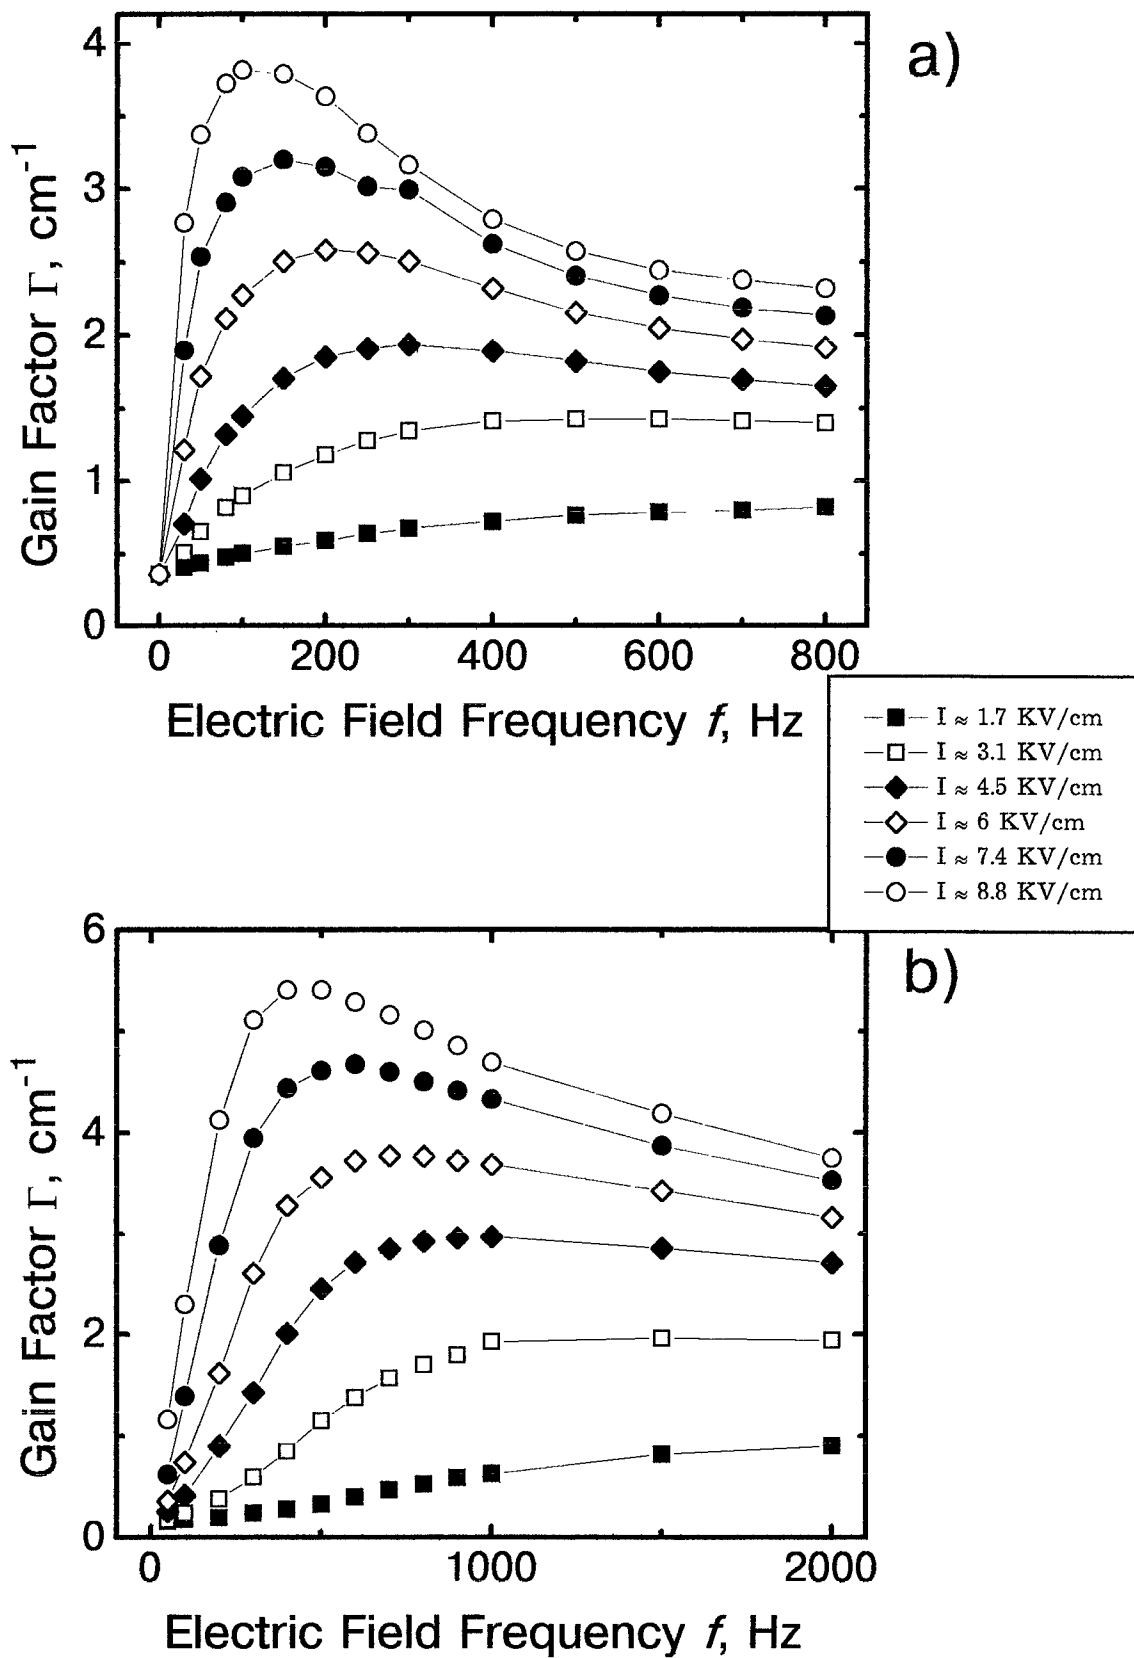 a)
4
3
2
1
0
Gain Factor Γ, cm⁻¹
0 200 400 600 800
Electric Field Frequency f, Hz
I ≈ 1.7 KV/cm
I ≈ 3.1 KV/cm
I ≈ 4.5 KV/cm
I ≈ 6 KV/cm
I ≈ 7.4 KV/cm
I ≈ 8.8 KV/cm
b)
6
4
2
0
Gain Factor Γ, cm⁻¹
0 1000 2000
Electric Field Frequency f, Hz